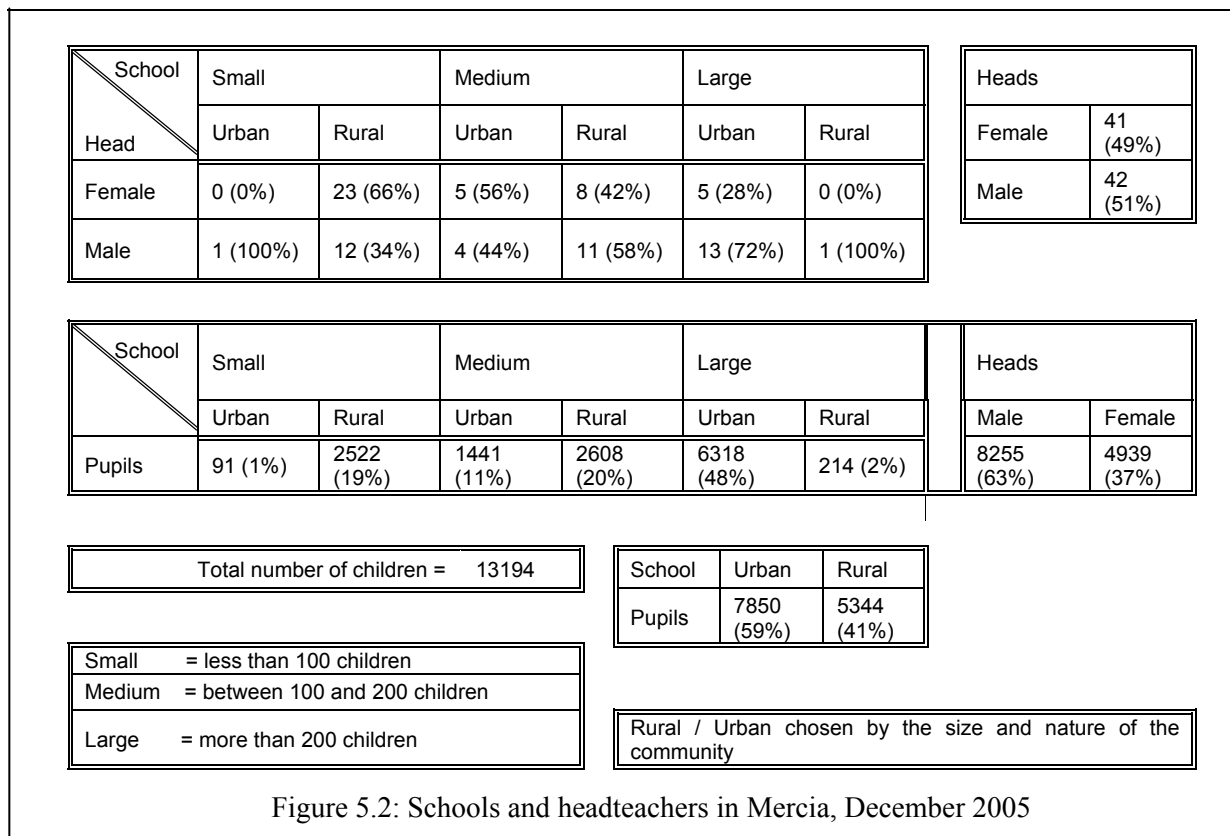 School Small Medium Large
Head Urban Rural Urban Rural Urban Rural
Female 0 (0%) 23 (66%) 5 (56%) 8 (42%) 5 (28%) 0 (0%)
Male 1 (100%) 12 (34%) 4 (44%) 11 (58%) 13 (72%) 1 (100%)
Heads
Female 41
(49%)
Male 42
(51%)
School Small Medium Large Heads
Urban Rural Urban Rural Urban Rural Male Female
Pupils 91 (1%) 2522 1441 2608 6318 214 (2%) 8255 4939
(19%) (11%) (20%) (48%) (63%) (37%)
Total number of children = 13194
School Urban Rural
Pupils 7850 5344
(59%) (41%)
Small = less than 100 children
Medium = between 100 and 200 children
Large = more than 200 children
Rural / Urban chosen by the size and nature of the
community
Figure 5.2: Schools and headteachers in Mercia, December 2005